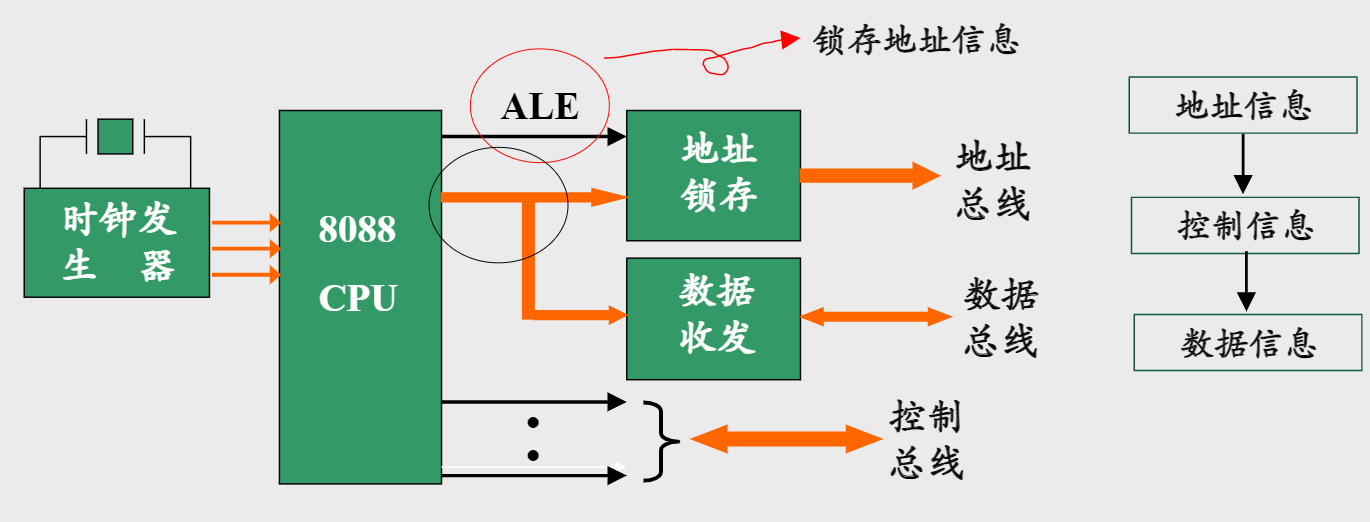 锁存地址信息
ALE
时钟发
生 器
8088
CPU
地址
锁存
地址
总线
数据
收发
数据
总线
控制
总线
地址信息
控制信息
数据信息